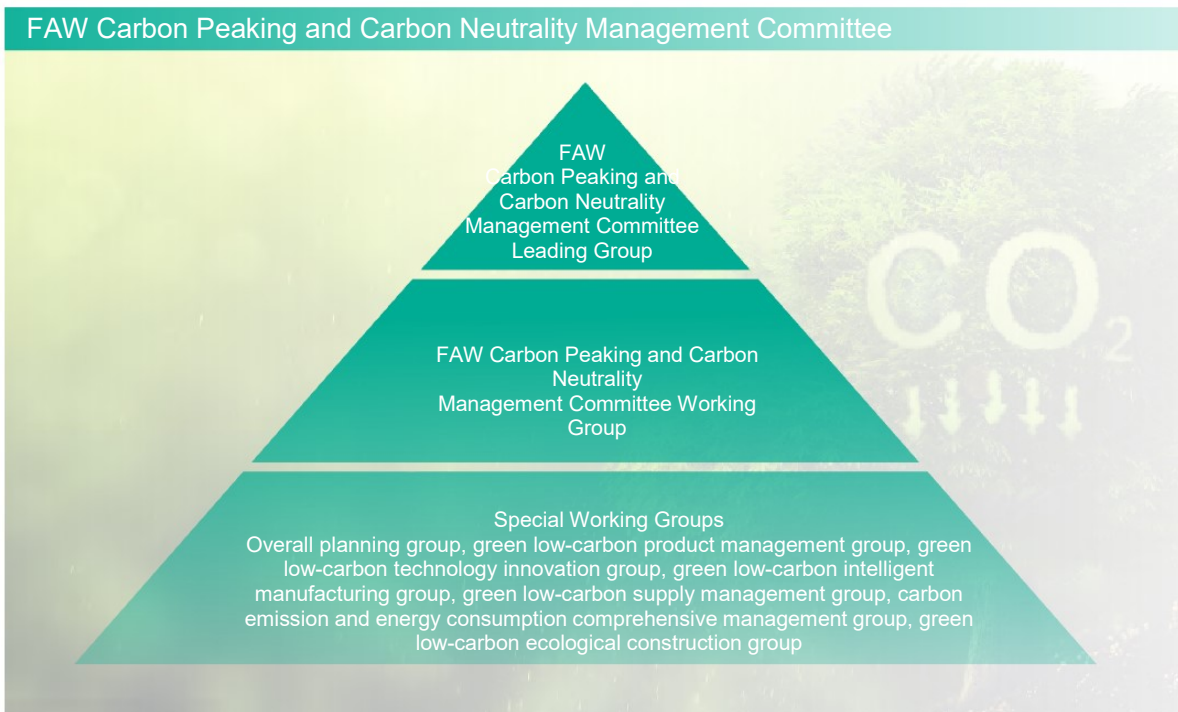 FAW Carbon Peaking and Carbon Neutrality Management Committee
FAW
Carbon Peaking and
Carbon Neutrality
Management Committee
Leading Group
CO2
FAW Carbon Peaking and Carbon
Neutrality
Management Committee Working
Group
Special Working Groups
Overall planning group, green low-carbon product management group, green
low-carbon technology innovation group, green low-carbon intelligent
manufacturing group, green low-carbon supply management group, carbon
emission and energy consumption comprehensive management group, green
low-carbon ecological construction group